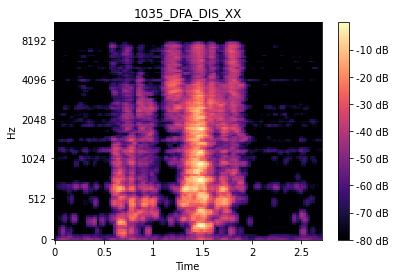 1035_DFA_DIS_XX
8192
4096
2048
1024
512
0
Hz
0
0.5
1
1.5
2
2.5
Time
-10 dB
-20 dB
-30 dB
-40 dB
-50 dB
-60 dB
-70 dB
-80 dB